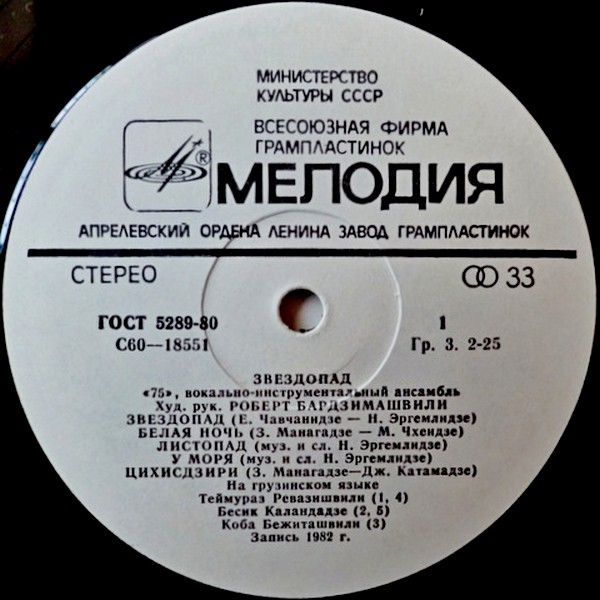 МИНИСТЕРСТВО
КУЛЬТУРЫ СССР
ВСЕСОЮЗНАЯ ФИРМА
ГРАМПЛАСТИНОК
® МЕЛОДИЯ
АПРЕЛЕВСКИЙ ОРДЕНА ЛЕНИНА ЗАВОД ГРАМПЛАСТИНОК
СТЕРЕО 33
ГОСТ 5289-80 1
С60—18551 Гр. 3. 2-25
ЗВЕЗДОПАД
«75», вокально-инструментальный ансамбль
Худ. рук. РОБЕРТ БАРДЗИМАШВИЛИ
ЗВЕЗДОПАД (Е. Чавчанидзе — Н. Эргемлидзе)
БЕЛАЯ НОЧЬ (З. Манагадзе — М. Чхеидзе)
ЛИСТОПАД (муз. и сл. Н. Эргемлидзе)
У МОРЯ (муз. и сл. Н. Эргемлидзе)
ЦИХИСДЗИРИ (З. Манагадзе—Дж. Катамадзе)
На грузинском языке
Теймураз Ревазишвили (1, 4)
Бесик Каландадзе (2, 5)
Коба Бежиташвили (3)
Запись 1982 г.